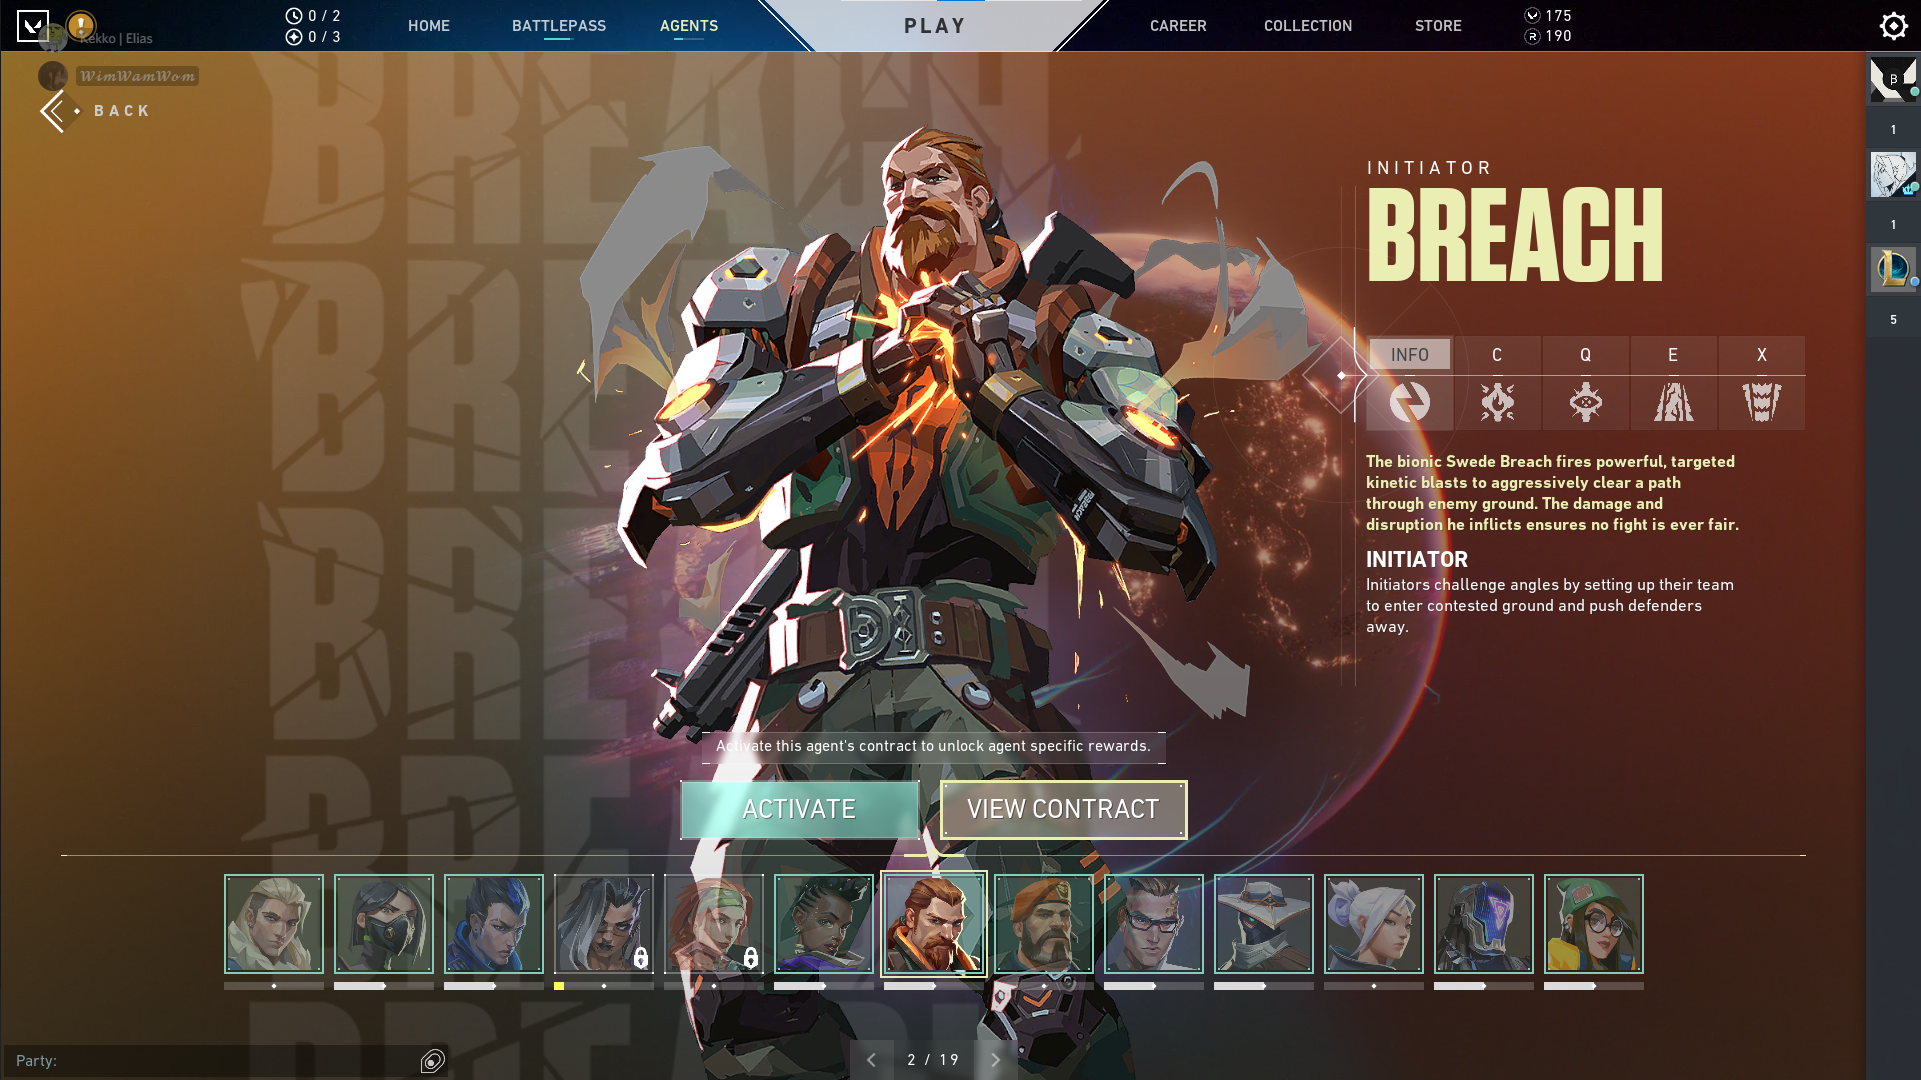 0 / 2
0 / 3
HOME
BATTLEPASS
AGENTS
PLAY
CAREER
COLLECTION
STORE
175
190
Kekko | Elias
WimWamWom
BACK
B
1
1
5
INITIATOR
BREACH
INFO
C
Q
E
X
The bionic Swede Breach fires powerful, targeted
kinetic blasts to aggressively clear a path
through enemy ground. The damage and
disruption he inflicts ensures no fight is ever fair.
INITIATOR
Initiators challenge angles by setting up their team
to enter contested ground and push defenders
away.
BREACH
BREACH
BREACH
BREACH
Activate this agent's contract to unlock agent specific rewards.
ACTIVATE
VIEW CONTRACT
Party:
2 / 19